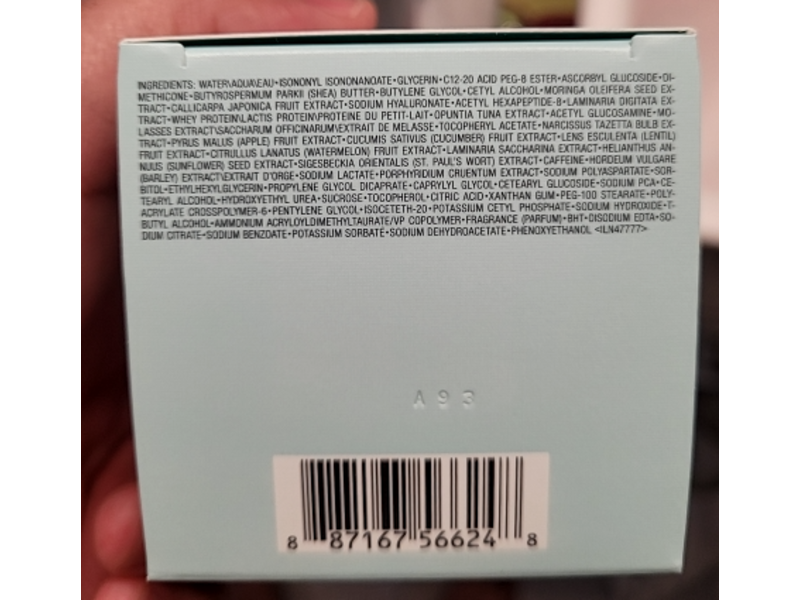 INGREDIENTS: WATER\AQUA\EAU•ISONONYL ISONONANOATE•GLYCERIN•C12-20 ACID PEG-8 ESTER•ASCORBYL GLUCOSIDE•DI-
METHICONE•BUTYROSPERMUM PARKII (SHEA) BUTTER•BUTYLENE GLYCOL•CETYL ALCOHOL•MORINGA OLEIFERA SEED EX-
TRACT•CALLICARPA JAPONICA FRUIT EXTRACT•SODIUM HYALURONATE•ACETYL HEXAPEPTIDE-8•LAMINARIA DIGITATA EX-
TRACT•WHEY PROTEIN\LACTIS PROTEIN\PROTEINE DU PETIT-LAIT•OPUNTIA TUNA EXTRACT•ACETYL GLUCOSAMINE•MO-
LASSES EXTRACT\SACCHARUM OFFICINARUM\EXTRAIT DE MELASSE•TOCOPHERYL ACETATE•NARCISSUS TAZETTA BULB EX-
TRACT•PYRUS MALUS (APPLE) FRUIT EXTRACT•CUCUMIS SATIVUS (CUCUMBER) FRUIT EXTRACT•LENS ESCULENTA (LENTIL)
FRUIT EXTRACT•CITRULLUS LANATUS (WATERMELON) FRUIT EXTRACT•LAMINARIA SACCHARINA EXTRACT•HELIANTHUS AN-
NUUS (SUNFLOWER) SEED EXTRACT•SIGESBECKIA ORIENTALIS (ST. PAUL'S WORT) EXTRACT•CAFFEINE•HORDEUM VULGARE
(BARLEY) EXTRACT\EXTRAIT D'ORGE•SODIUM LACTATE•PORPHYRIDIUM CRUENTUM EXTRACT•SODIUM POLYASPARTATE•SOR-
BITOL•ETHYLHEXYLGLYCERIN•PROPYLENE GLYCOL DICAPRATE•CAPRYLYL GLYCOL•CETEARYL GLUCOSIDE•SODIUM PCA•CE-
TEARYL ALCOHOL•HYDROXYETHYL UREA•SUCROSE•TOCOPHEROL•CITRIC ACID•XANTHAN GUM•PEG-100 STEARATE•POLY-
ACRYLATE CROSSPOLYMER-6•PENTYLENE GLYCOL•ISOCETETH-20•POTASSIUM CETYL PHOSPHATE•SODIUM HYDROXIDE•T-
BUTYL ALCOHOL•AMMONIUM ACRYLOYLDIMETHYLTAURATE/VP COPOLYMER•FRAGRANCE (PARFUM)•BHT•DISODIUM EDTA•SO-
DIUM CITRATE•SODIUM BENZOATE•POTASSIUM SORBATE•SODIUM DEHYDROACETATE•PHENOXYETHANOL <ILN47777>
A93
8 87167 56624 8